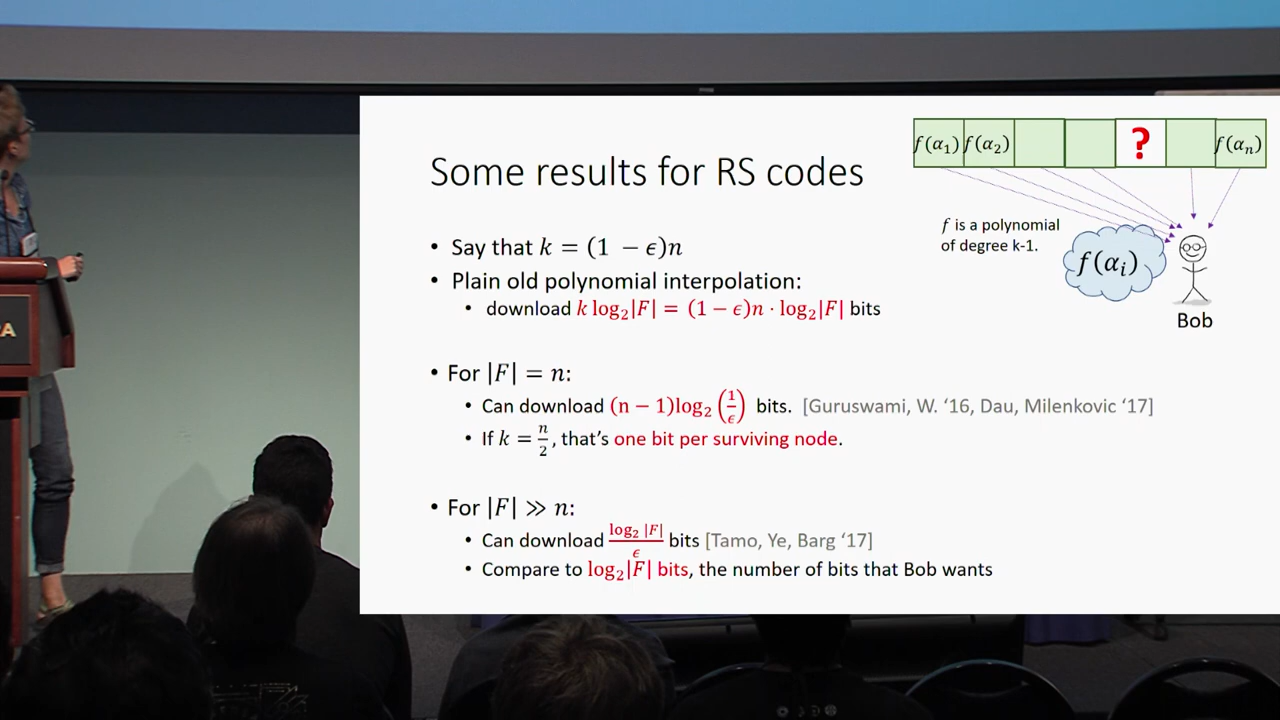 f(α₁) f(α₂) ? f(αₙ)
Some results for RS codes
f is a polynomial
of degree k-1.
f(αᵢ)
Bob
• Say that k = (1 − ϵ)n
• Plain old polynomial interpolation:
• download k log₂|F| = (1 − ϵ)n · log₂|F| bits
• For |F| = n:
• Can download (n − 1)log₂(1/ϵ) bits. [Guruswami, W. ‘16, Dau, Milenkovic ‘17]
• If k = n/2, that’s one bit per surviving node.
• For |F| ≫ n:
• Can download log₂ |F|/ϵ bits [Tamo, Ye, Barg ‘17]
• Compare to log₂|F| bits, the number of bits that Bob wants
A